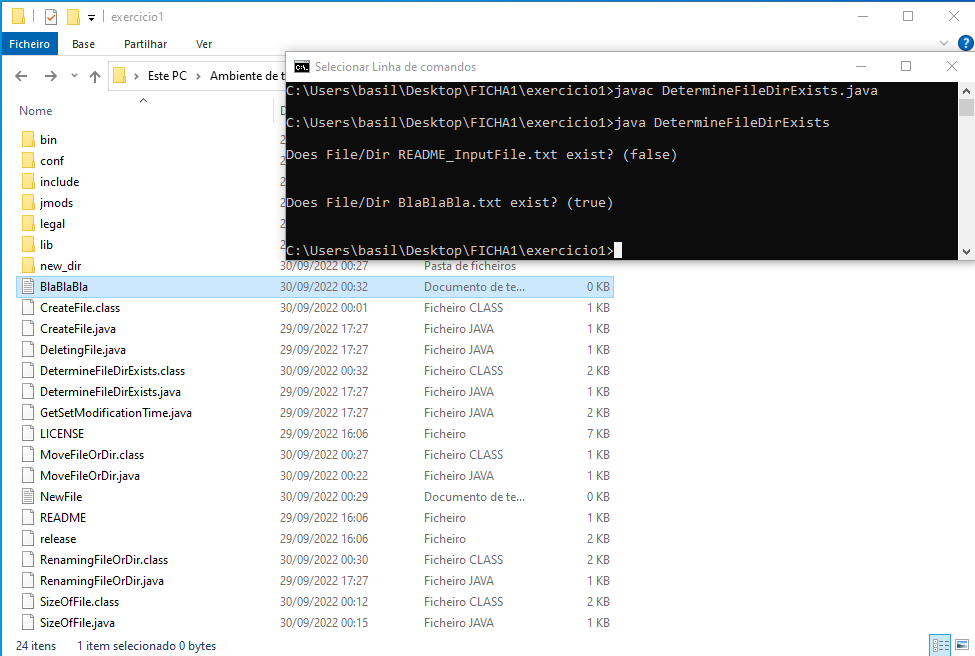 exercicio1
Ficheiro Base Partilhar Ver
Este PC Ambiente de t
Selecionar Linha de comandos
C:\Users\basil\Desktop\FICHA1\exercicio1>javac DetermineFileDirExists.java
C:\Users\basil\Desktop\FICHA1\exercicio1>java DetermineFileDirExists
Does File/Dir README_InputFile.txt exist? (false)
Does File/Dir BlaBlaBla.txt exist? (true)
C:\Users\basil\Desktop\FICHA1\exercicio1>
Nome
bin
conf
include
jmods
legal
lib
new_dir 30/09/2022 00:27 Pasta de ficheiros
BlaBlaBla 30/09/2022 00:32 Documento de te... 0 KB
CreateFile.class 30/09/2022 00:01 Ficheiro CLASS 1 KB
CreateFile.java 29/09/2022 17:27 Ficheiro JAVA 1 KB
DeletingFile.java 29/09/2022 17:27 Ficheiro JAVA 1 KB
DetermineFileDirExists.class 30/09/2022 00:32 Ficheiro CLASS 2 KB
DetermineFileDirExists.java 29/09/2022 17:27 Ficheiro JAVA 1 KB
GetSetModificationTime.java 29/09/2022 17:27 Ficheiro JAVA 2 KB
LICENSE 29/09/2022 16:06 Ficheiro 7 KB
MoveFileOrDir.class 30/09/2022 00:27 Ficheiro CLASS 1 KB
MoveFileOrDir.java 30/09/2022 00:22 Ficheiro JAVA 1 KB
NewFile 30/09/2022 00:29 Documento de te... 0 KB
README 29/09/2022 16:06 Ficheiro 1 KB
release 29/09/2022 16:06 Ficheiro 2 KB
RenamingFileOrDir.class 30/09/2022 00:30 Ficheiro CLASS 2 KB
RenamingFileOrDir.java 29/09/2022 17:27 Ficheiro JAVA 1 KB
SizeOfFile.class 30/09/2022 00:12 Ficheiro CLASS 2 KB
SizeOfFile.java 30/09/2022 00:15 Ficheiro JAVA 1 KB
24 itens 1 item selecionado 0 bytes